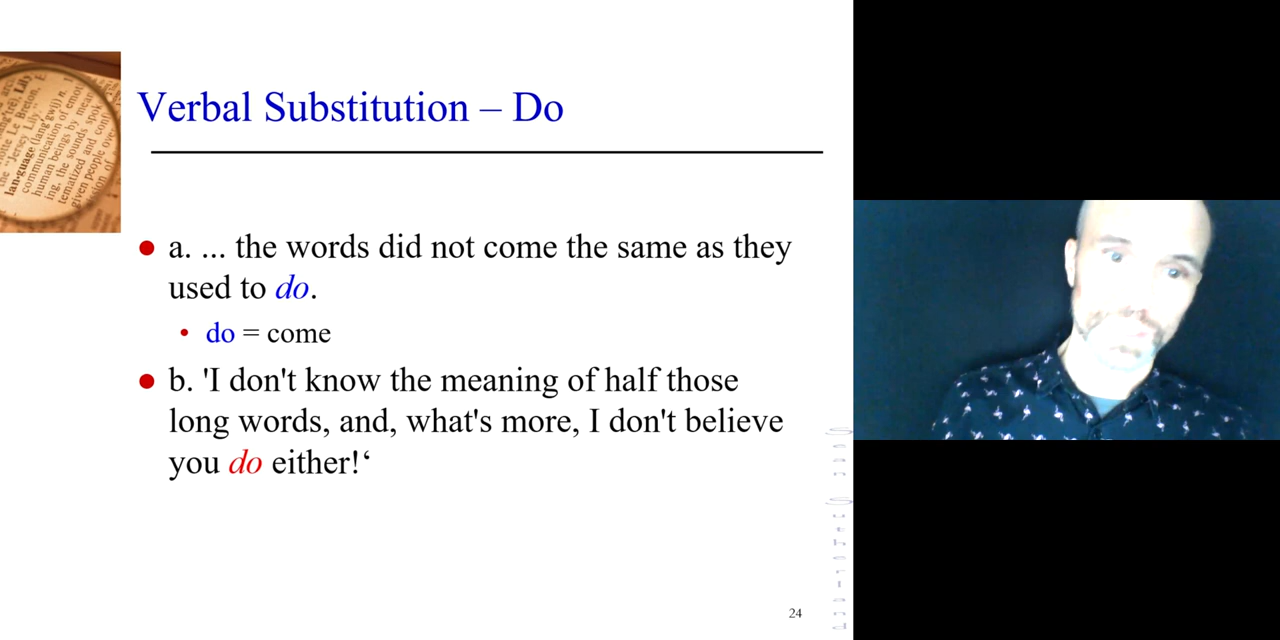 Verbal Substitution – Do
a. ... the words did not come the same as they
used to do.
do = come
b. 'I don't know the meaning of half those
long words, and, what's more, I don't believe
you do either!‘
24